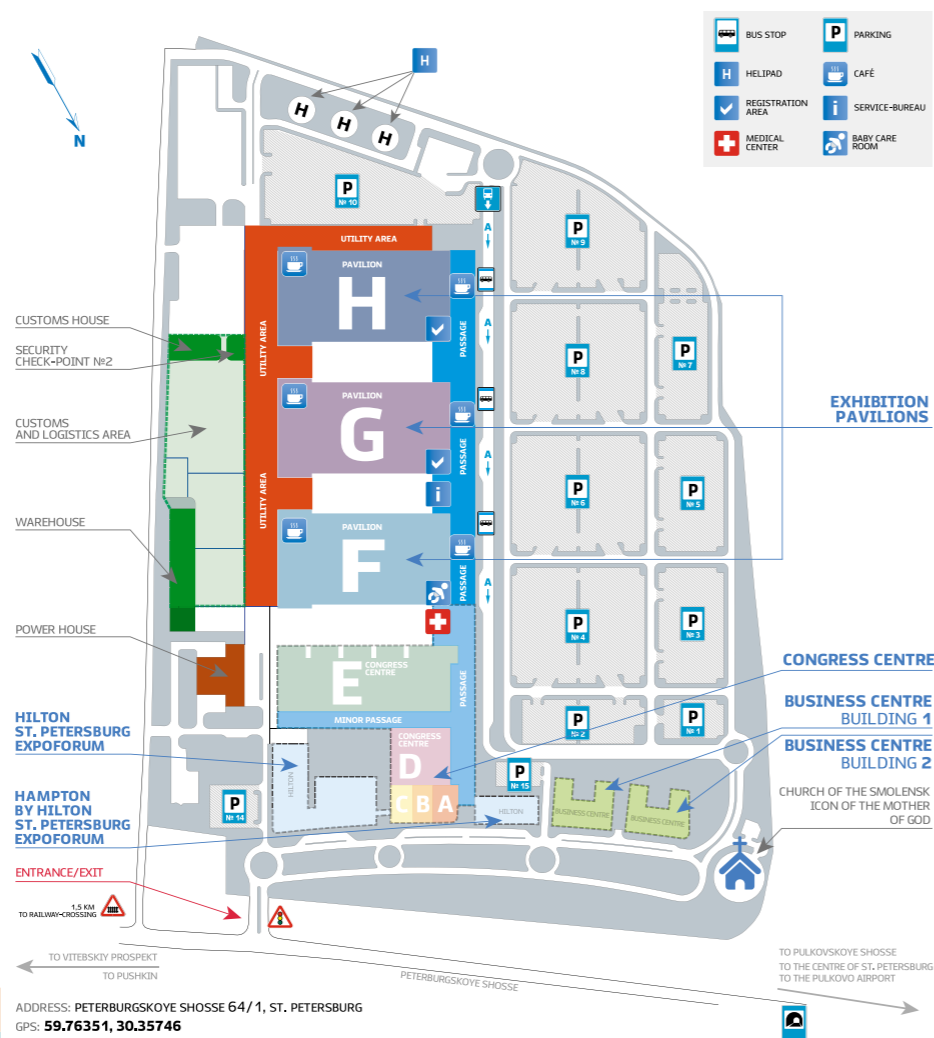 BUS STOP
P
PARKING
H
HELIPAD
CAFÉ
REGISTRATION
AREA
i
SERVICE-BUREAU
MEDICAL
CENTER
BABY CARE
ROOM
N
H
H
H
H
P
№ 10
P
№ 9
A
UTILITY AREA
PAVILION
H
PASSAGE
UTILITY AREA
A
P
№ 8
P
№ 7
CUSTOMS HOUSE
SECURITY
CHECK-POINT №2
CUSTOMS
AND LOGISTICS AREA
PAVILION
G
PASSAGE
A
EXHIBITION
PAVILIONS
UTILITY AREA
i
P
№ 6
P
№ 5
WAREHOUSE
PAVILION
F
PASSAGE
A
P
№ 4
P
№ 3
POWER HOUSE
E
CONGRESS
CENTRE
PASSAGE
MINOR PASSAGE
CONGRESS CENTRE
P
№ 2
P
№ 1
BUSINESS CENTRE
BUILDING 1
BUSINESS CENTRE
BUILDING 2
HILTON
ST. PETERSBURG
EXPOFORUM
HILTON
CONGRESS
CENTRE
D
C B A
P
№ 15
HILTON
BUSINESS CENTRE
BUSINESS CENTRE
CHURCH OF THE SMOLENSK
ICON OF THE MOTHER
OF GOD
HAMPTON
BY HILTON
ST. PETERSBURG
EXPOFORUM
P
№ 14
ENTRANCE/EXIT
1,5 KM
TO RAILWAY-CROSSING
TO VITEBSKIY PROSPEKT
TO PUSHKIN
PETERBURGSKOYE SHOSSE
TO PULKOVSKOYE SHOSSE
TO THE CENTRE OF ST. PETERSBURG
TO THE PULKOVO AIRPORT
ADDRESS: PETERBURGSKOYE SHOSSE 64/1, ST. PETERSBURG
GPS: 59.76351, 30.35746